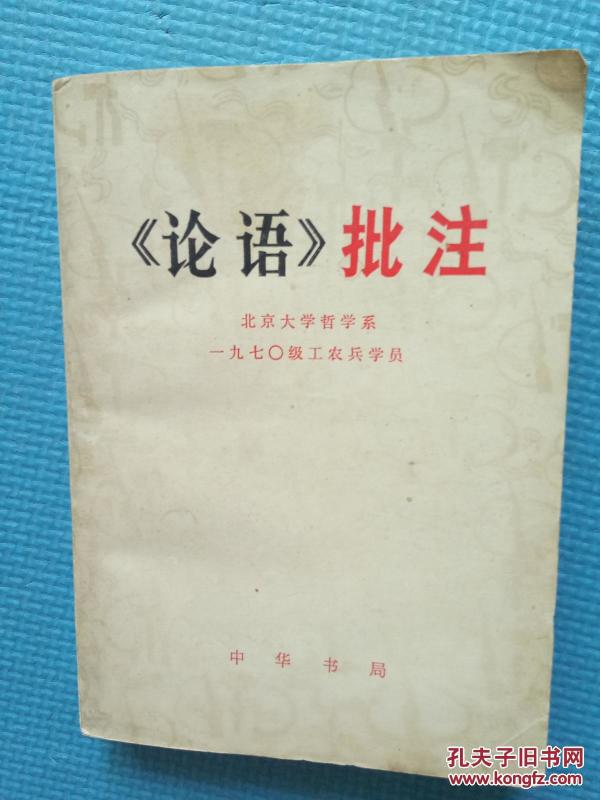 《论语》批注
北京大学哲学系
一九七〇级工农兵学员
中华书局
孔夫子旧书网
www.kongfz.com